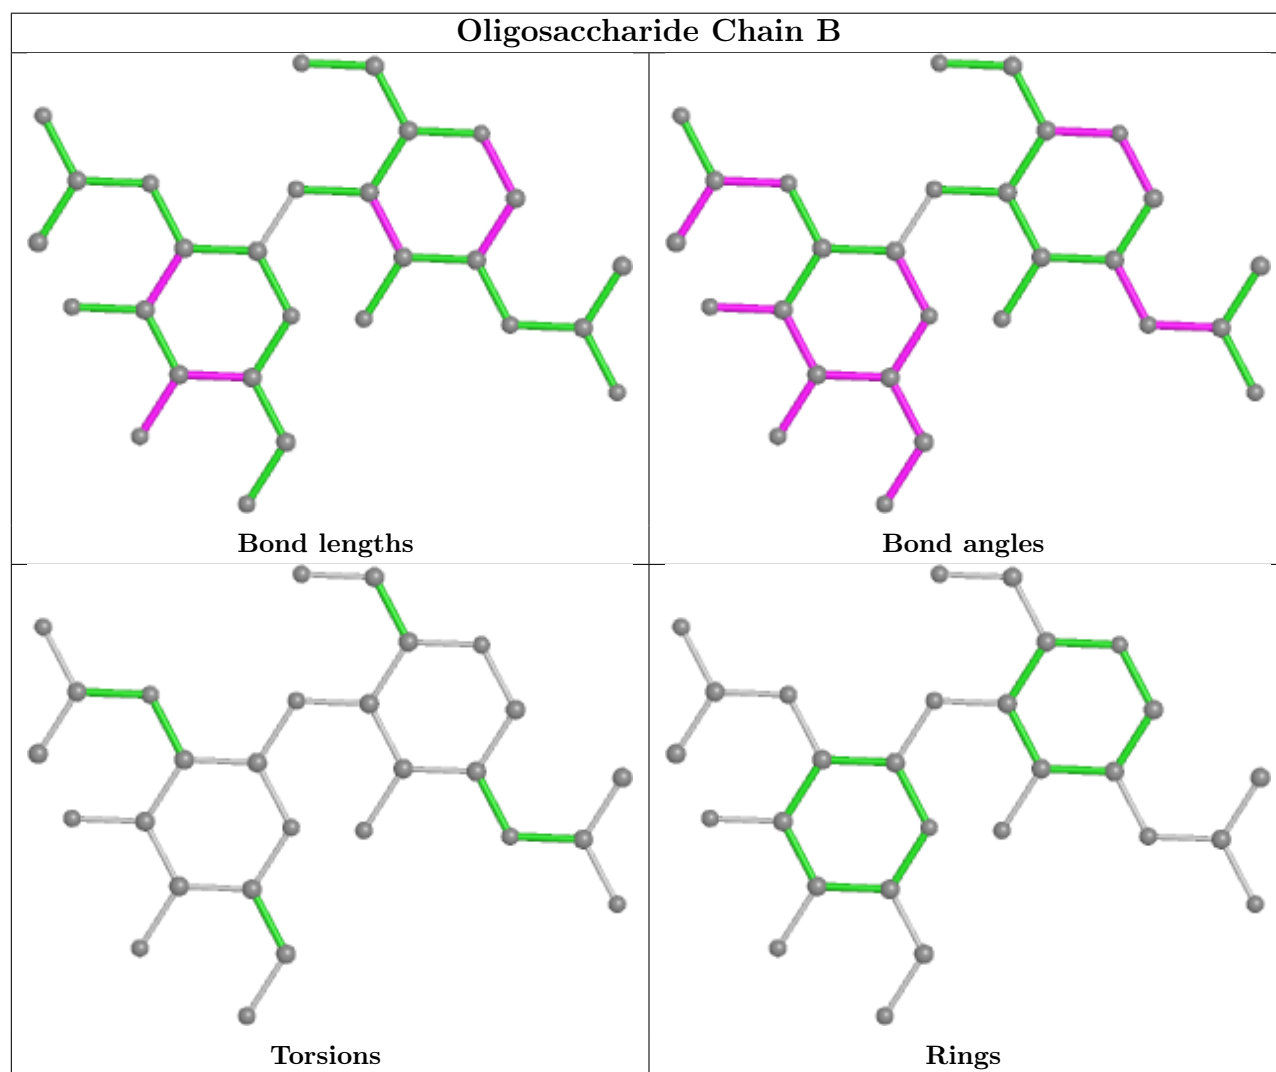 Oligosaccharide Chain B
Bond lengths
Bond angles
Torsions
Rings